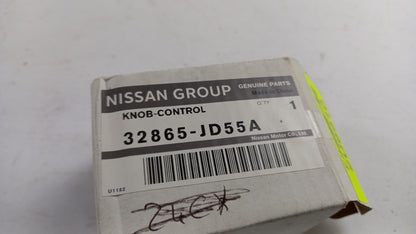 NISSAN GROUP GENUINE PARTS
KNOB-CONTROL Q'TY 1
32865-JD55A
Nissan Motor Co., Ltd.
U1182